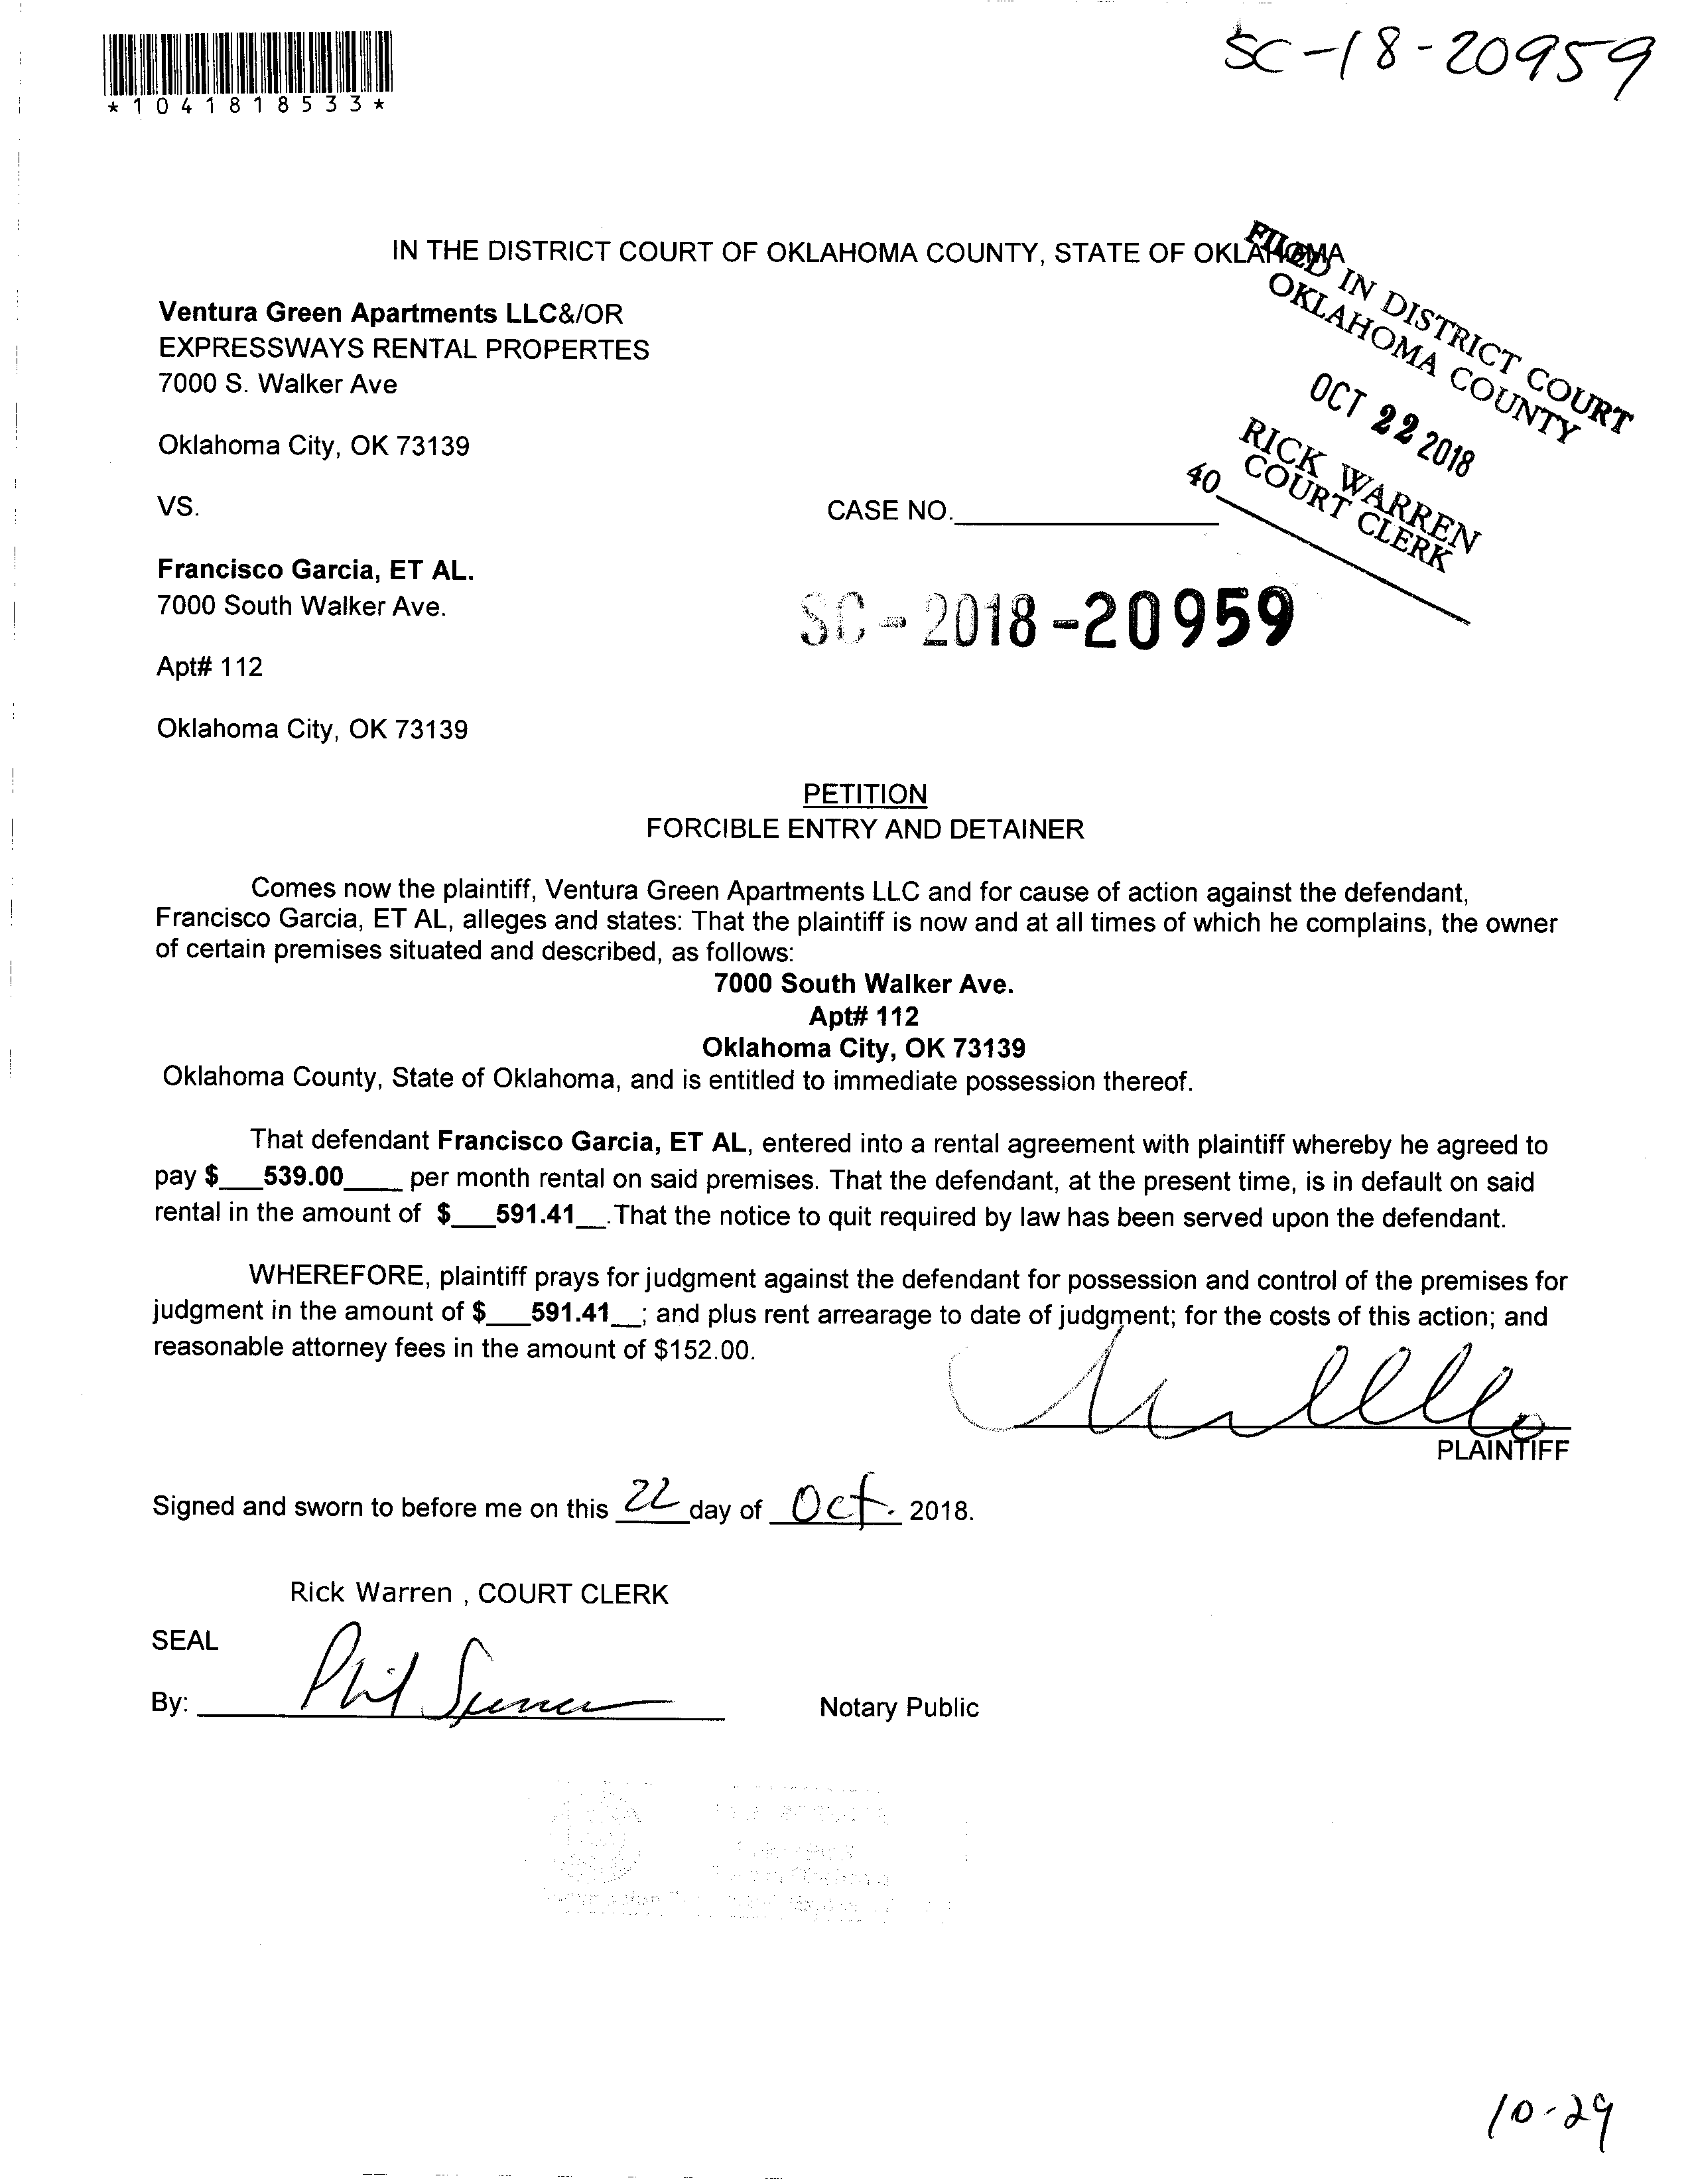 *1041818533*
SC-18-20959
IN THE DISTRICT COURT OF OKLAHOMA COUNTY, STATE OF OKLAHOMA
FILED IN DISTRICT COURT
OKLAHOMA COUNTY
OCT 22 2018
RICK WARREN
COURT CLERK
40
Ventura Green Apartments LLC&/OR
EXPRESSWAYS RENTAL PROPERTES
7000 S. Walker Ave
Oklahoma City, OK 73139
VS.
CASE NO.
Francisco Garcia, ET AL.
7000 South Walker Ave.
SC-2018-20959
Apt# 112
Oklahoma City, OK 73139
PETITION
FORCIBLE ENTRY AND DETAINER
Comes now the plaintiff, Ventura Green Apartments LLC and for cause of action against the defendant,
Francisco Garcia, ET AL, alleges and states: That the plaintiff is now and at all times of which he complains, the owner
of certain premises situated and described, as follows:
7000 South Walker Ave.
Apt# 112
Oklahoma City, OK 73139
Oklahoma County, State of Oklahoma, and is entitled to immediate possession thereof.
That defendant Francisco Garcia, ET AL, entered into a rental agreement with plaintiff whereby he agreed to
pay $___539.00____ per month rental on said premises. That the defendant, at the present time, is in default on said
rental in the amount of $___591.41__.That the notice to quit required by law has been served upon the defendant.
WHEREFORE, plaintiff prays for judgment against the defendant for possession and control of the premises for
judgment in the amount of $___591.41__; and plus rent arrearage to date of judgment; for the costs of this action; and
reasonable attorney fees in the amount of $152.00.
PLAINTIFF
Signed and sworn to before me on this 22 day of Oct. 2018.
Rick Warren , COURT CLERK
SEAL
By: Phil Spencer
Notary Public
10-29